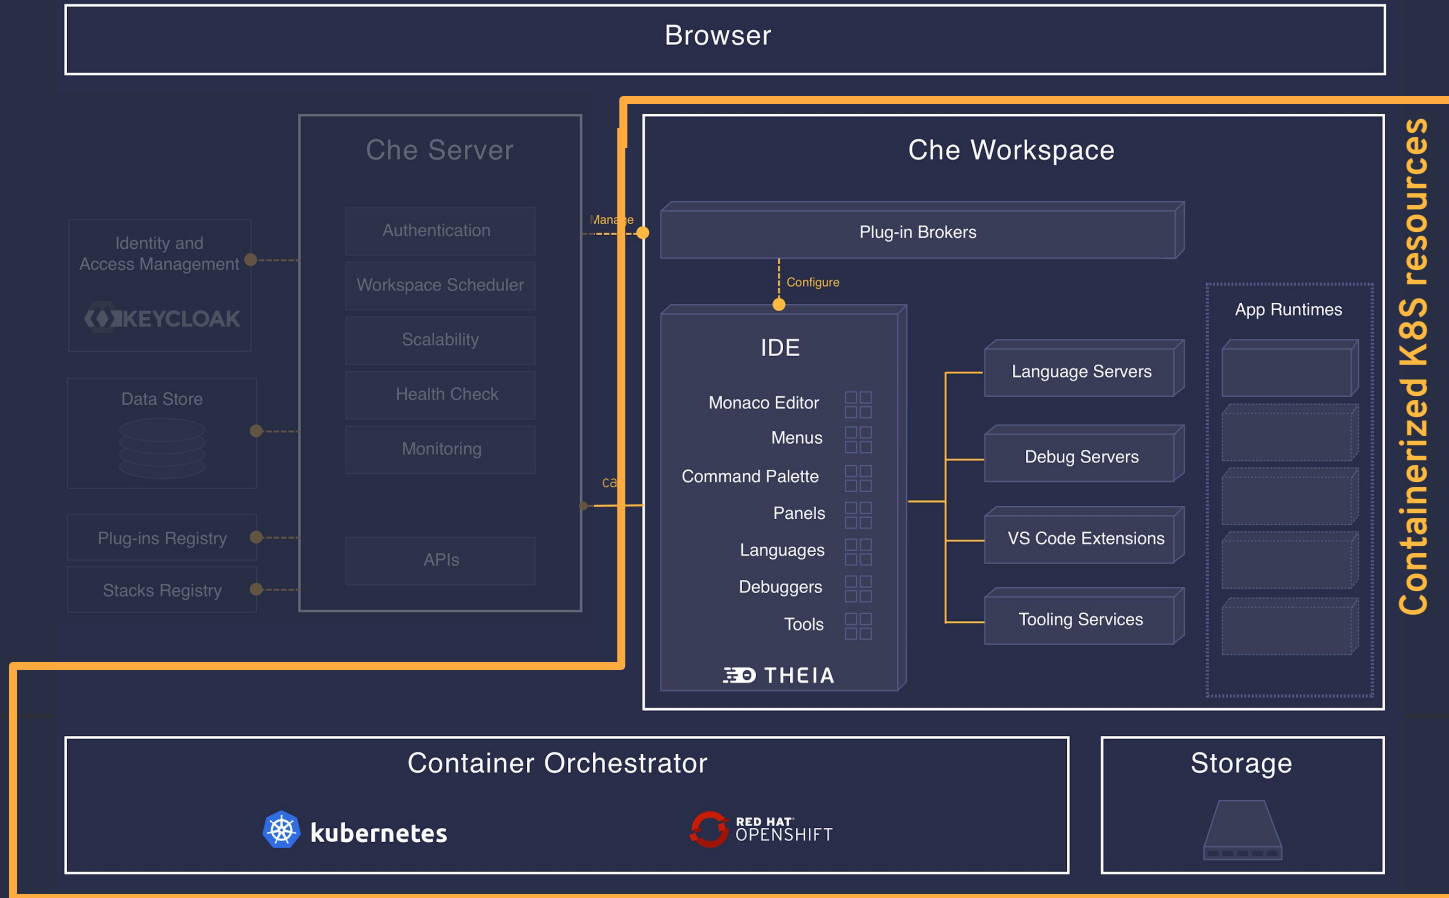 Browser
Che Server
Authentication
Workspace Scheduler
Scalability
Health Check
Monitoring
APIs
Identity and
Access Management
KEYCLOAK
Data Store
Plug-ins Registry
Stacks Registry
Manage
ca
Che Workspace
Plug-in Brokers
Configure
IDE
Monaco Editor
Menus
Command Palette
Panels
Languages
Debuggers
Tools
THEIA
Language Servers
Debug Servers
VS Code Extensions
Tooling Services
App Runtimes
Containerized K8S resources
Container Orchestrator
kubernetes
RED HAT
OPENSHIFT
Storage